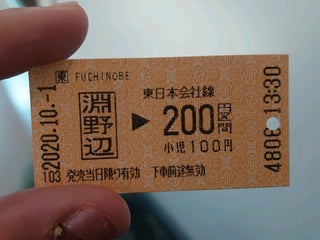 東 FUCHINOBE
淵野辺
▶
東日本会社線
200円区間
小児100円
発売当日限り有効 下車前途無効
2020.10.-1
103
13:30